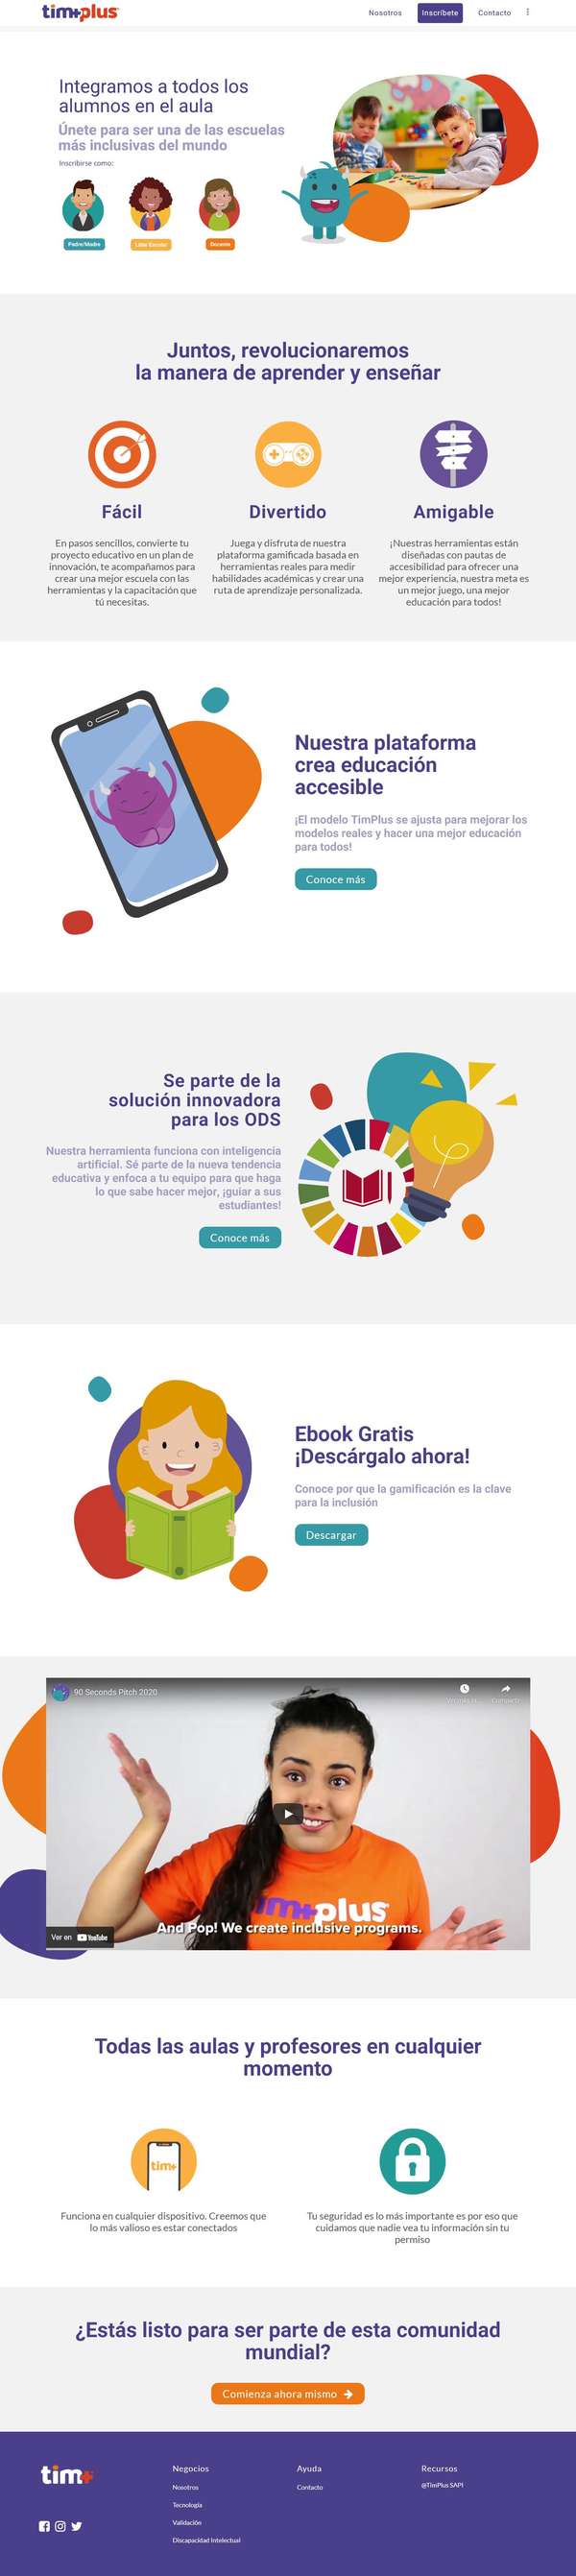 timplus
Nosotros
Inscríbete
Contacto
Integramos a todos los
alumnos en el aula
Únete para ser una de las escuelas
más inclusivas del mundo
Inscribirse como:
Padre/Madre
Docente
Juntos, revolucionaremos
la manera de aprender y enseñar
Fácil
En pasos sencillos, convierte tu
proyecto educativo en un plan de
innovación, te acompañamos para
crear una mejor escuela con las
herramientas y la capacitación que
tú necesitas.
Divertido
Juega y disfruta de nuestra
plataforma gamificada basada en
herramientas reales para medir
habilidades académicas y crear una
ruta de aprendizaje personalizada.
Amigable
¡Nuestras herramientas están
diseñadas con pautas de
accesibilidad para ofrecer una
mejor experiencia, nuestra meta es
un mejor juego, una mejor
educación para todos!
Nuestra plataforma
crea educación
accesible
¡El modelo TimPlus se ajusta para mejorar los
modelos reales y hacer una mejor educación
para todos!
Conoce más
Se parte de la
solución innovadora
para los ODS
Nuestra herramienta funciona con inteligencia
artificial. Sé parte de la nueva tendencia
educativa y enfoca a tu equipo para que haga
lo que sabe hacer mejor, ¡guiar a sus
estudiantes!
Conoce más
Ebook Gratis
¡Descárgalo ahora!
Conoce por que la gamificación es la clave
para la inclusión
Descargar
90 Seconds Pitch 2020
plus
And Pop! We create inclusive programs.
Ver en YouTube
Todas las aulas y profesores en cualquier
momento
tim+
Funciona en cualquier dispositivo. Creemos que
lo más valioso es estar conectados
Tu seguridad es lo más importante es por eso que
cuidamos que nadie vea tu información sin tu
permiso
¿Estás listo para ser parte de esta comunidad
mundial?
Comienza ahora mismo →
tim+
Negocios
Nosotros
Tecnología
Validación
Discapacidad Intelectual
Ayuda
Contacto
Recursos
@TimPlus SAPI